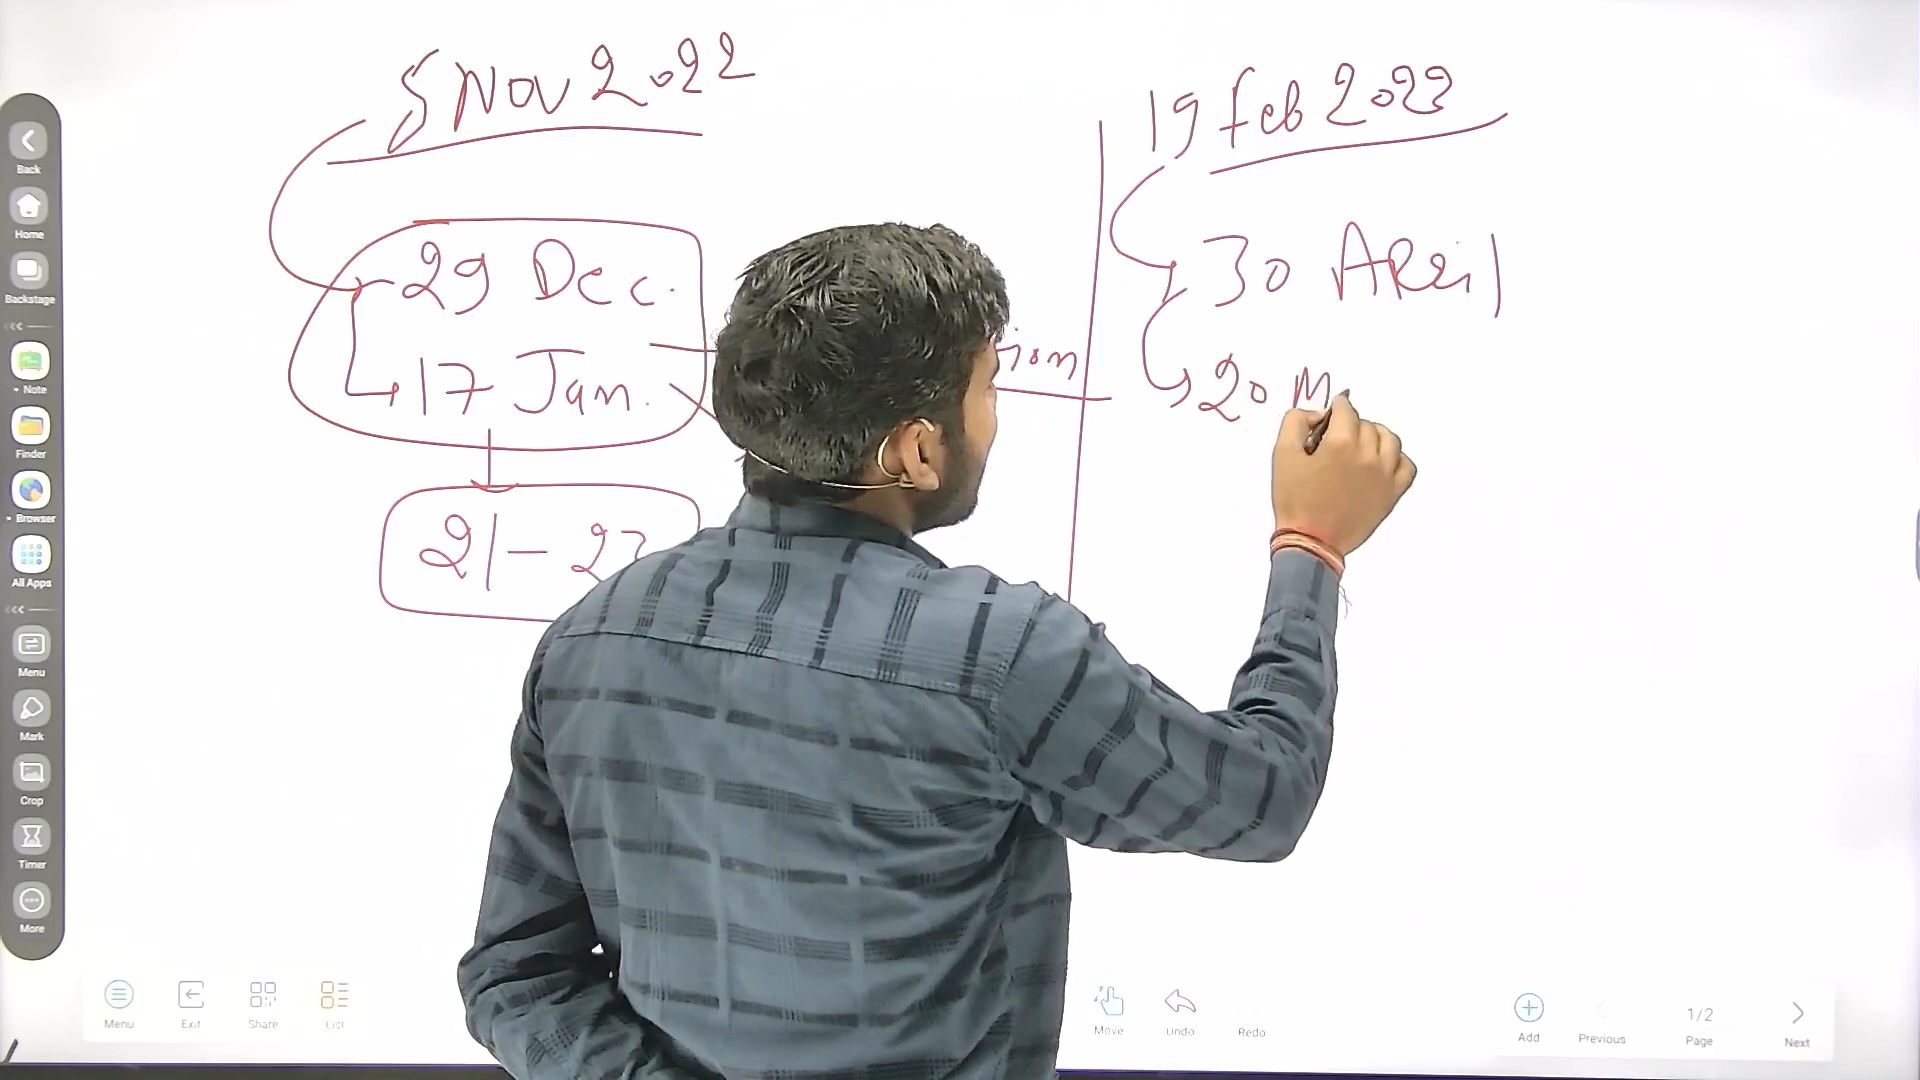 5 Nov 2022
29 Dec.
17 Jan.
21-23
19 Feb 2022
30 April
20 M
Back
Home
Backstage
Note
Finder
Browser
All Apps
Menu
Mark
Crop
Timer
More
Menu
Exit
Share
List
Move
Undo
Redo
Add
Previous
1/2
Page
Next